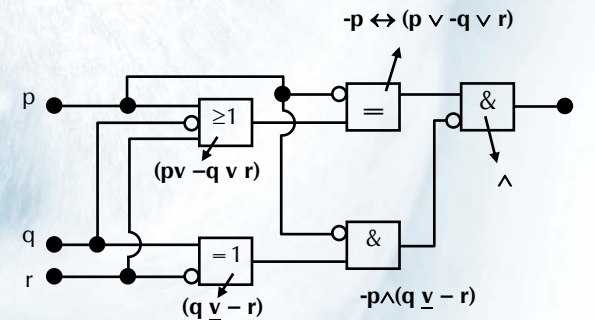 -p ↔ (p ∨ -q ∨ r)
p
≥1
=
&
(pv –q v r)
^
q
= 1
&
r
(q v – r)
-p∧(q v – r)